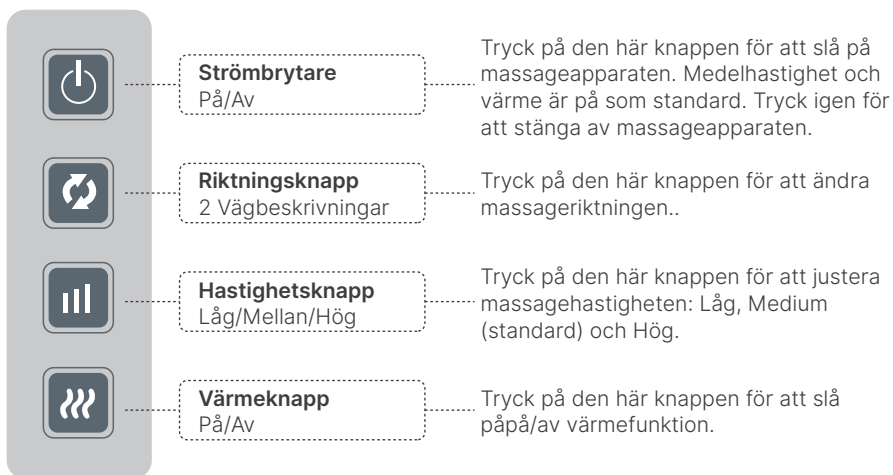 Strömbrytare
På/Av
Tryck på den här knappen för att slå på
massageapparaten. Medelhastighet och
värme är på som standard. Tryck igen för
att stänga av massageapparaten.
Riktningsknapp
2 Vägbeskrivningar
Tryck på den här knappen för att ändra
massageriktningen..
Hastighetsknapp
Låg/Mellan/Hög
Tryck på den här knappen för att justera
massagehastigheten: Låg, Medium
(standard) och Hög.
Värmeknapp
På/Av
Tryck på den här knappen för att slå
påpå/av värmefunktion.